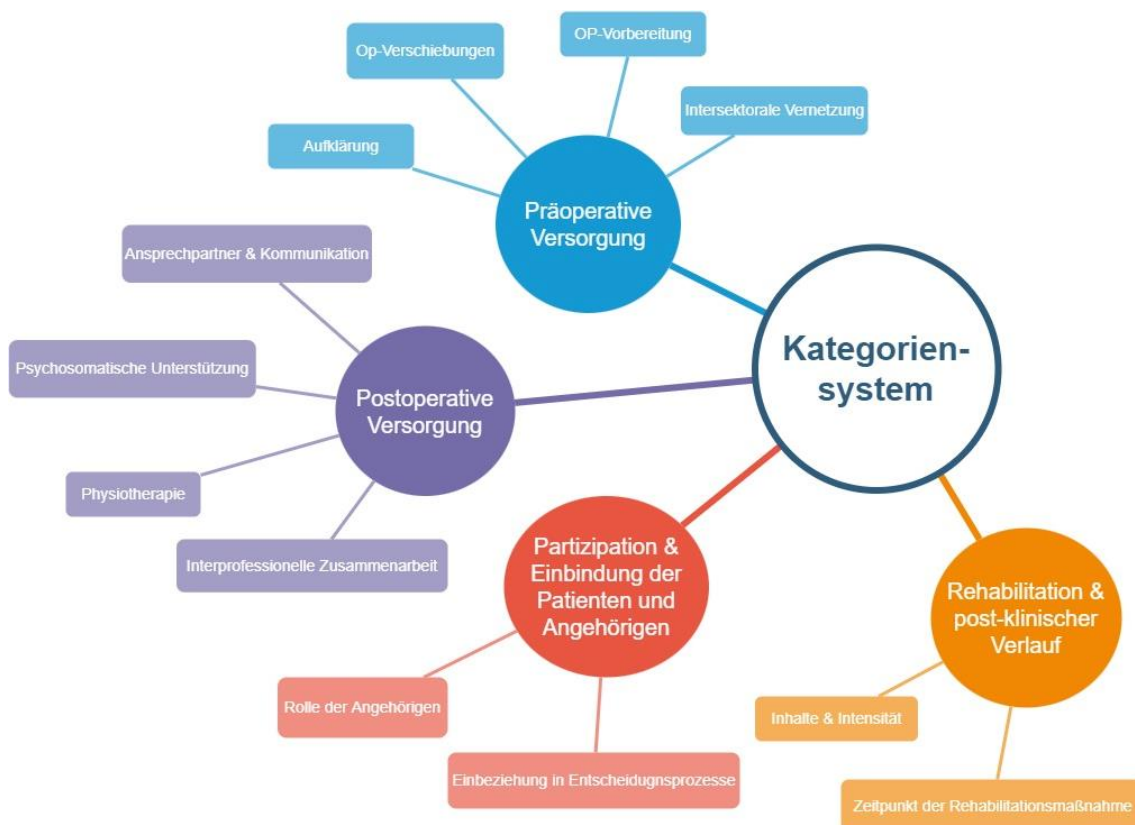 Op-Verschiebungen
OP-Vorbereitung
Intersektorale Vernetzung
Aufklärung
Präoperative
Versorgung
Ansprechpartner & Kommunikation
Psychosomatische Unterstützung
Postoperative
Versorgung
Physiotherapie
Interprofessionelle Zusammenarbeit
Kategorien-
system
Partizipation &
Einbindung der
Patienten und
Angehörigen
Rolle der Angehörigen
Einbeziehung in Entscheidugnsprozesse
Rehabilitation &
post-klinischer
Verlauf
Inhalte & Intensität
Zeitpunkt der Rehabilitationsmaßnahme